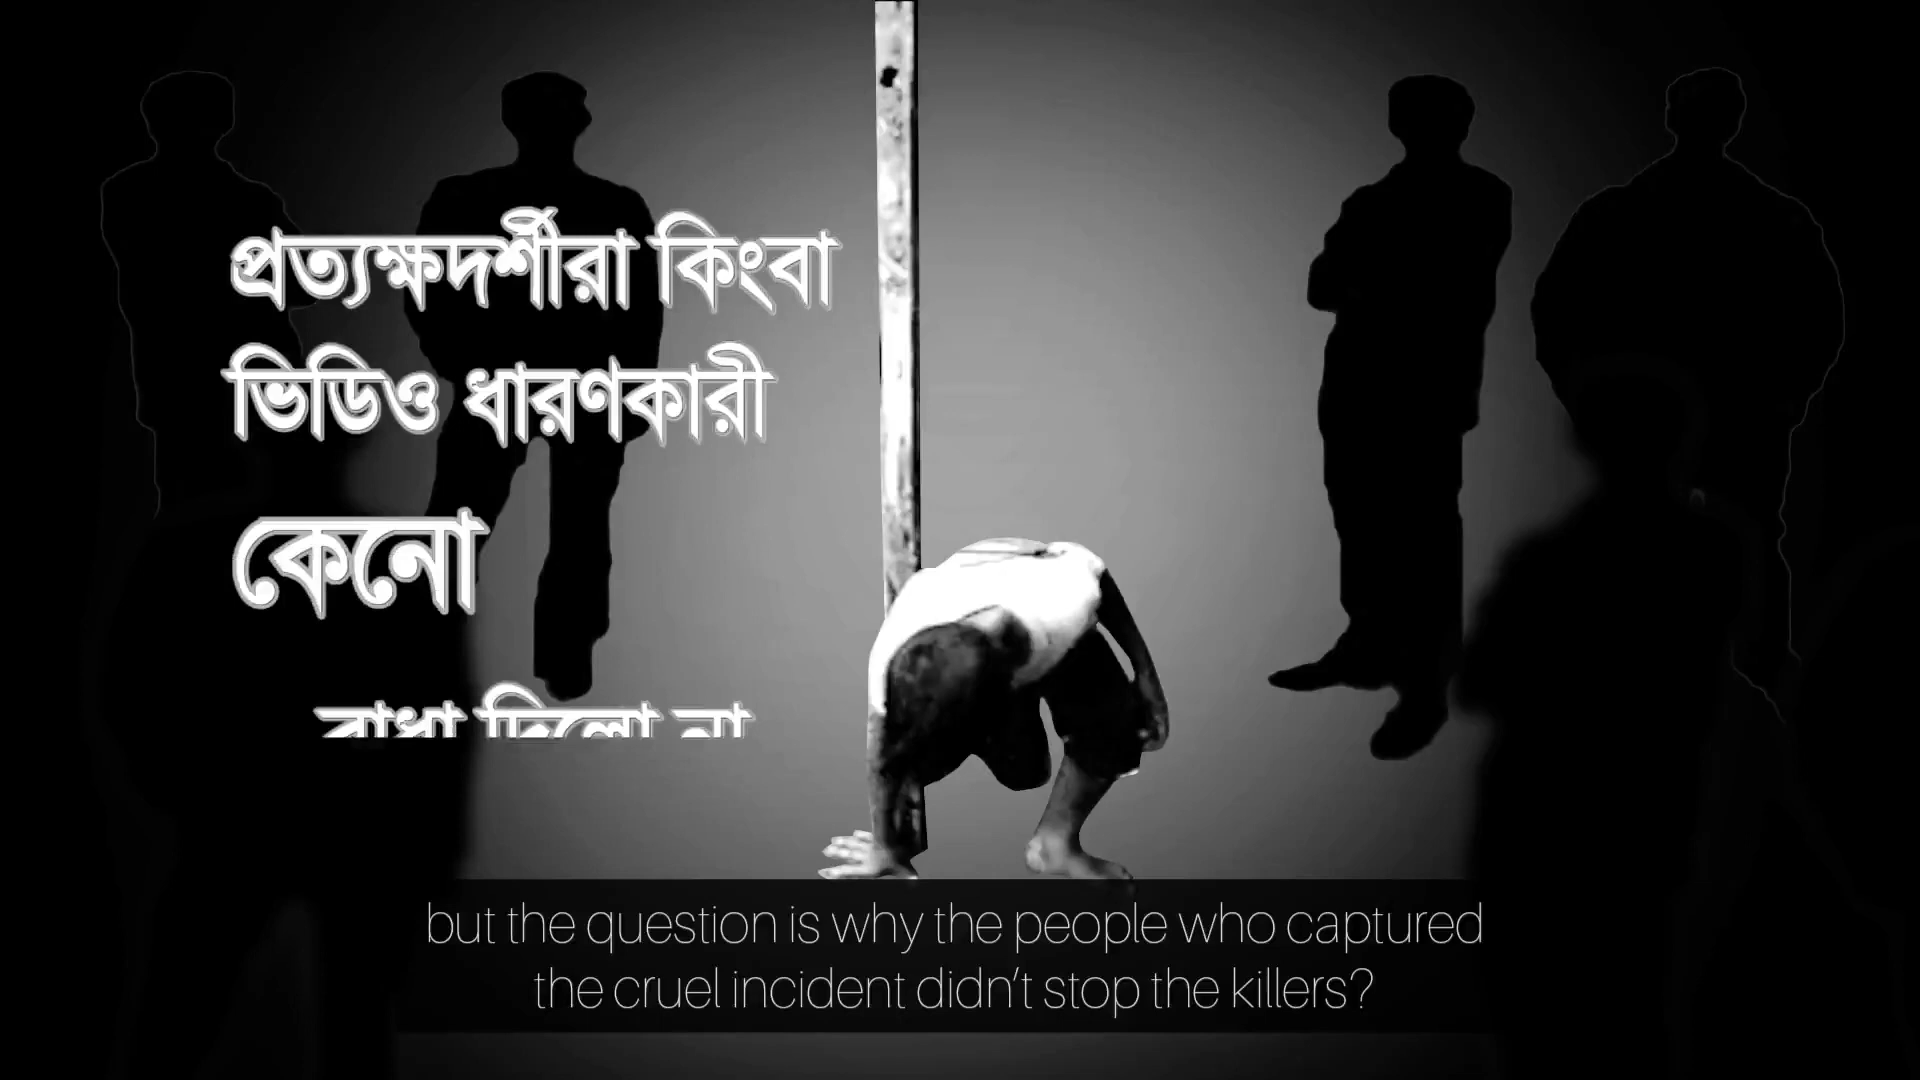 প্রত্যক্ষদর্শীরা কিংবা
ভিডিও ধারণকারী
কেনো
বাধা দিলো না
but the question is why the people who captured
the cruel incident didn't stop the killers?